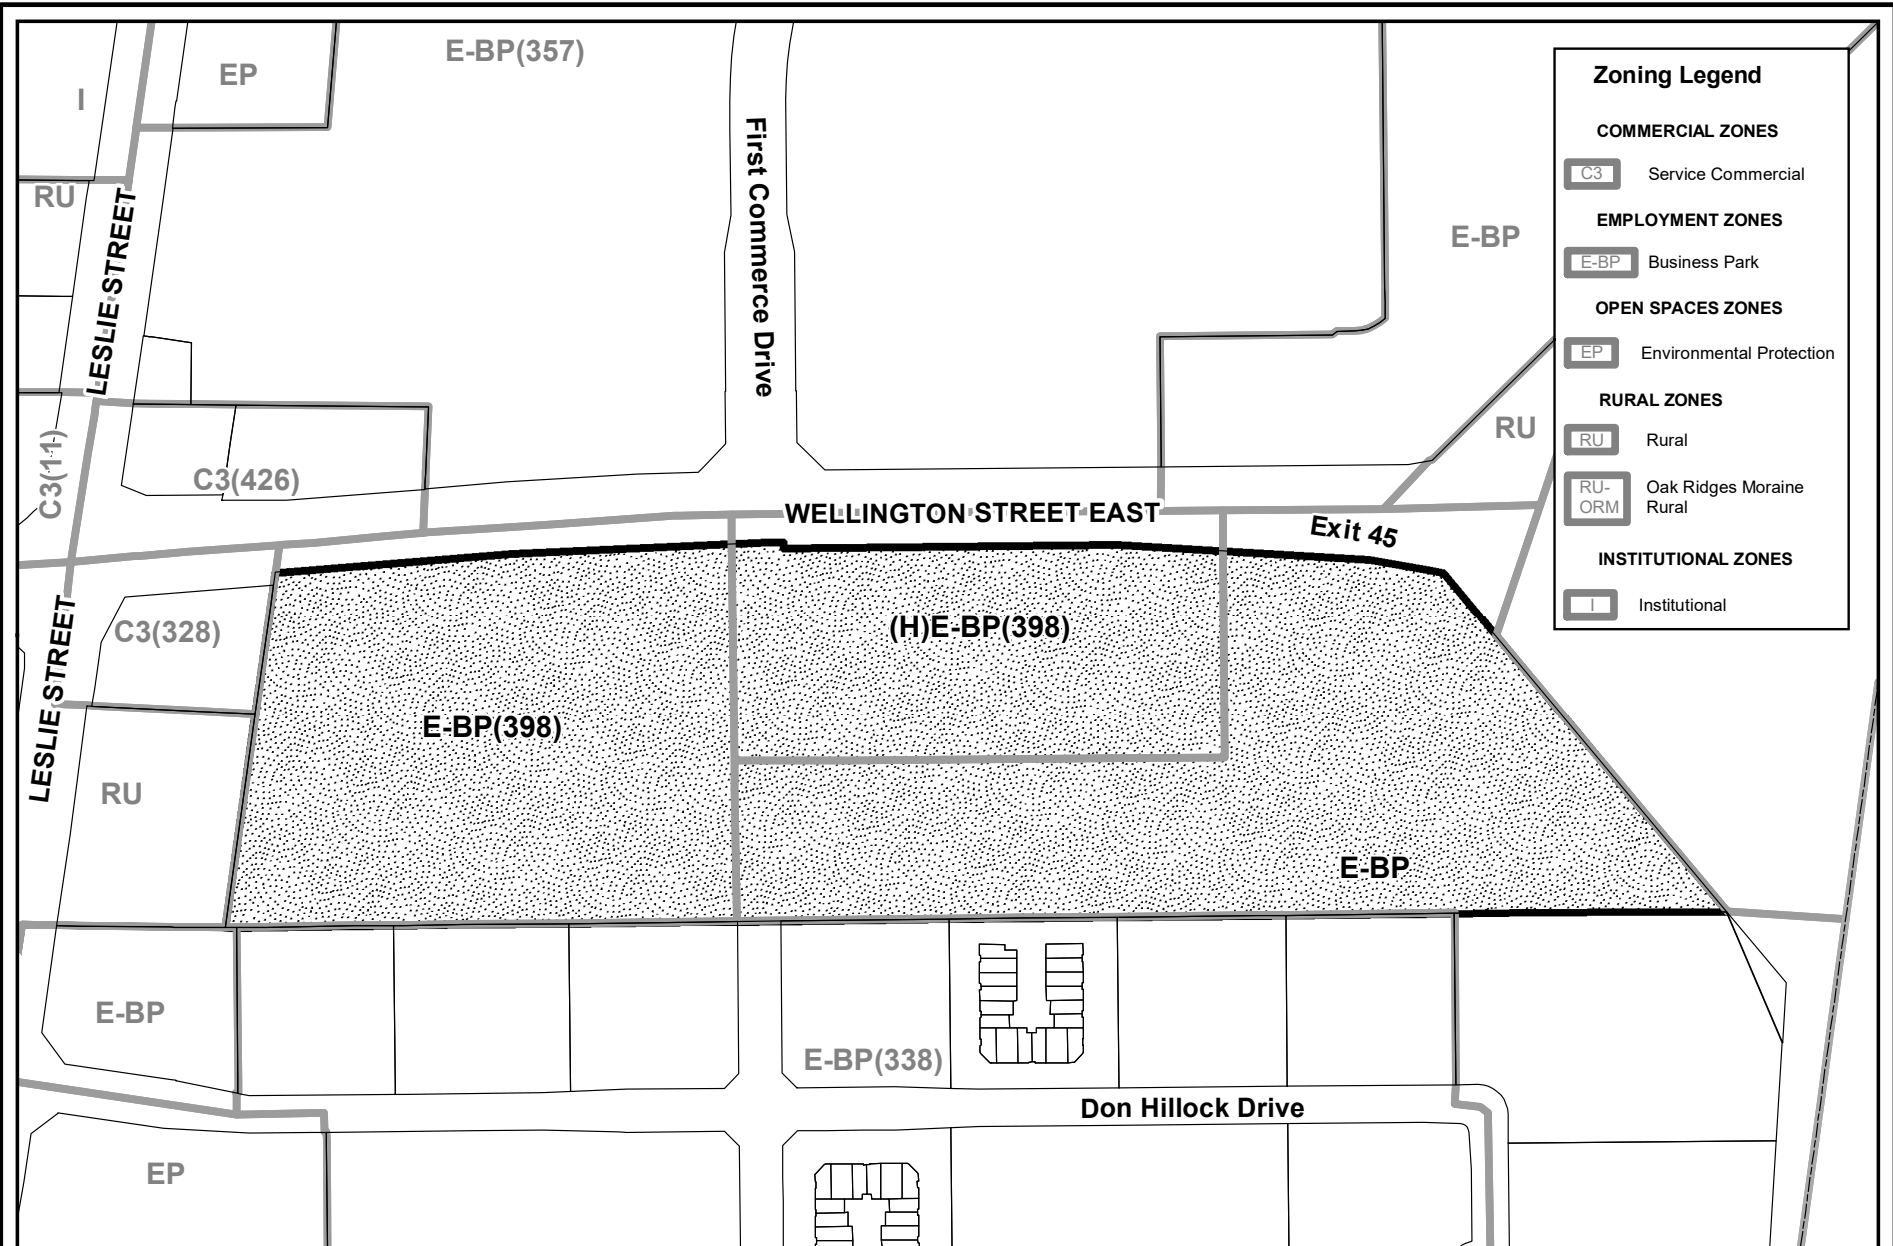 E-BP(357)
EP
I
RU
LESLIE STREET
First Commerce Drive
E-BP
C3(11)
C3(426)
RU
WELLINGTON STREET EAST
Exit 45
C3(328)
(H)E-BP(398)
LESLIE STREET
E-BP(398)
RU
E-BP
E-BP
E-BP(338)
Don Hillock Drive
EP
Zoning Legend
COMMERCIAL ZONES
C3 Service Commercial
EMPLOYMENT ZONES
E-BP Business Park
OPEN SPACES ZONES
EP Environmental Protection
RURAL ZONES
RU Rural
RU- Oak Ridges Moraine
ORM Rural
INSTITUTIONAL ZONES
I Institutional